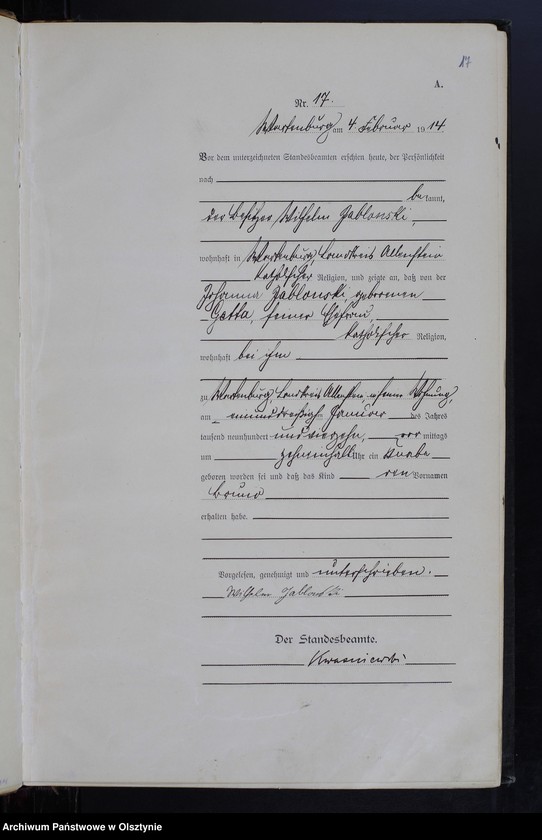 17
A.
Nr. 17.
Wartenburg am 4. Februar 1914
Vor dem unterzeichneten Standesbeamten erschien heute, der Persönlichkeit
nach
bekannt,
der Besitzer Wilhelm Jablonski,
wohnhaft in Wartenburg, Landkreis Allenstein
katholischer Religion, und zeigte an, daß von der
Johanna Jablonski, geborenen
Gotta, seiner Ehefrau,
katholischer Religion,
wohnhaft bei ihm
zu Wartenburg, Landkreis Allenstein, in seiner Wohnung,
am einunddreißigsten Januar des Jahres
tausend neunhundert und vierzehn, vor mittags
um zehneinhalb Uhr ein Knabe
geboren worden sei und daß das Kind den Vornamen
Bruno
erhalten habe.
Vorgelesen, genehmigt und unterschrieben.
Wilhelm Jablonski
Der Standesbeamte.
Kwasniewski
Archiwum Państwowe w Olsztynie